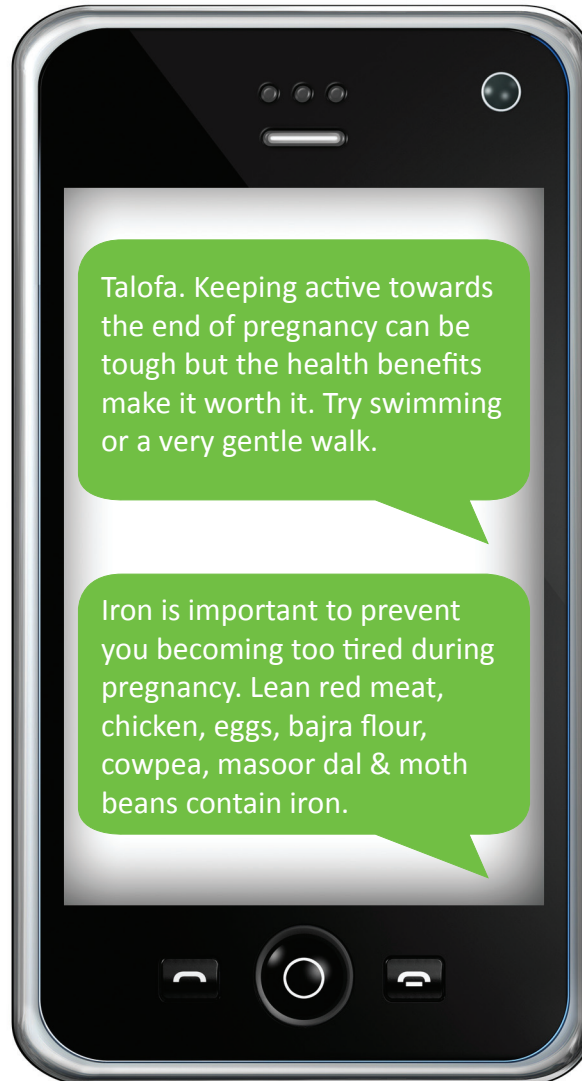 Talofa. Keeping active towards
the end of pregnancy can be
tough but the health benefits
make it worth it. Try swimming
or a very gentle walk.
Iron is important to prevent
you becoming too tired during
pregnancy. Lean red meat,
chicken, eggs, bajra flour,
cowpea, masoor dal & moth
beans contain iron.